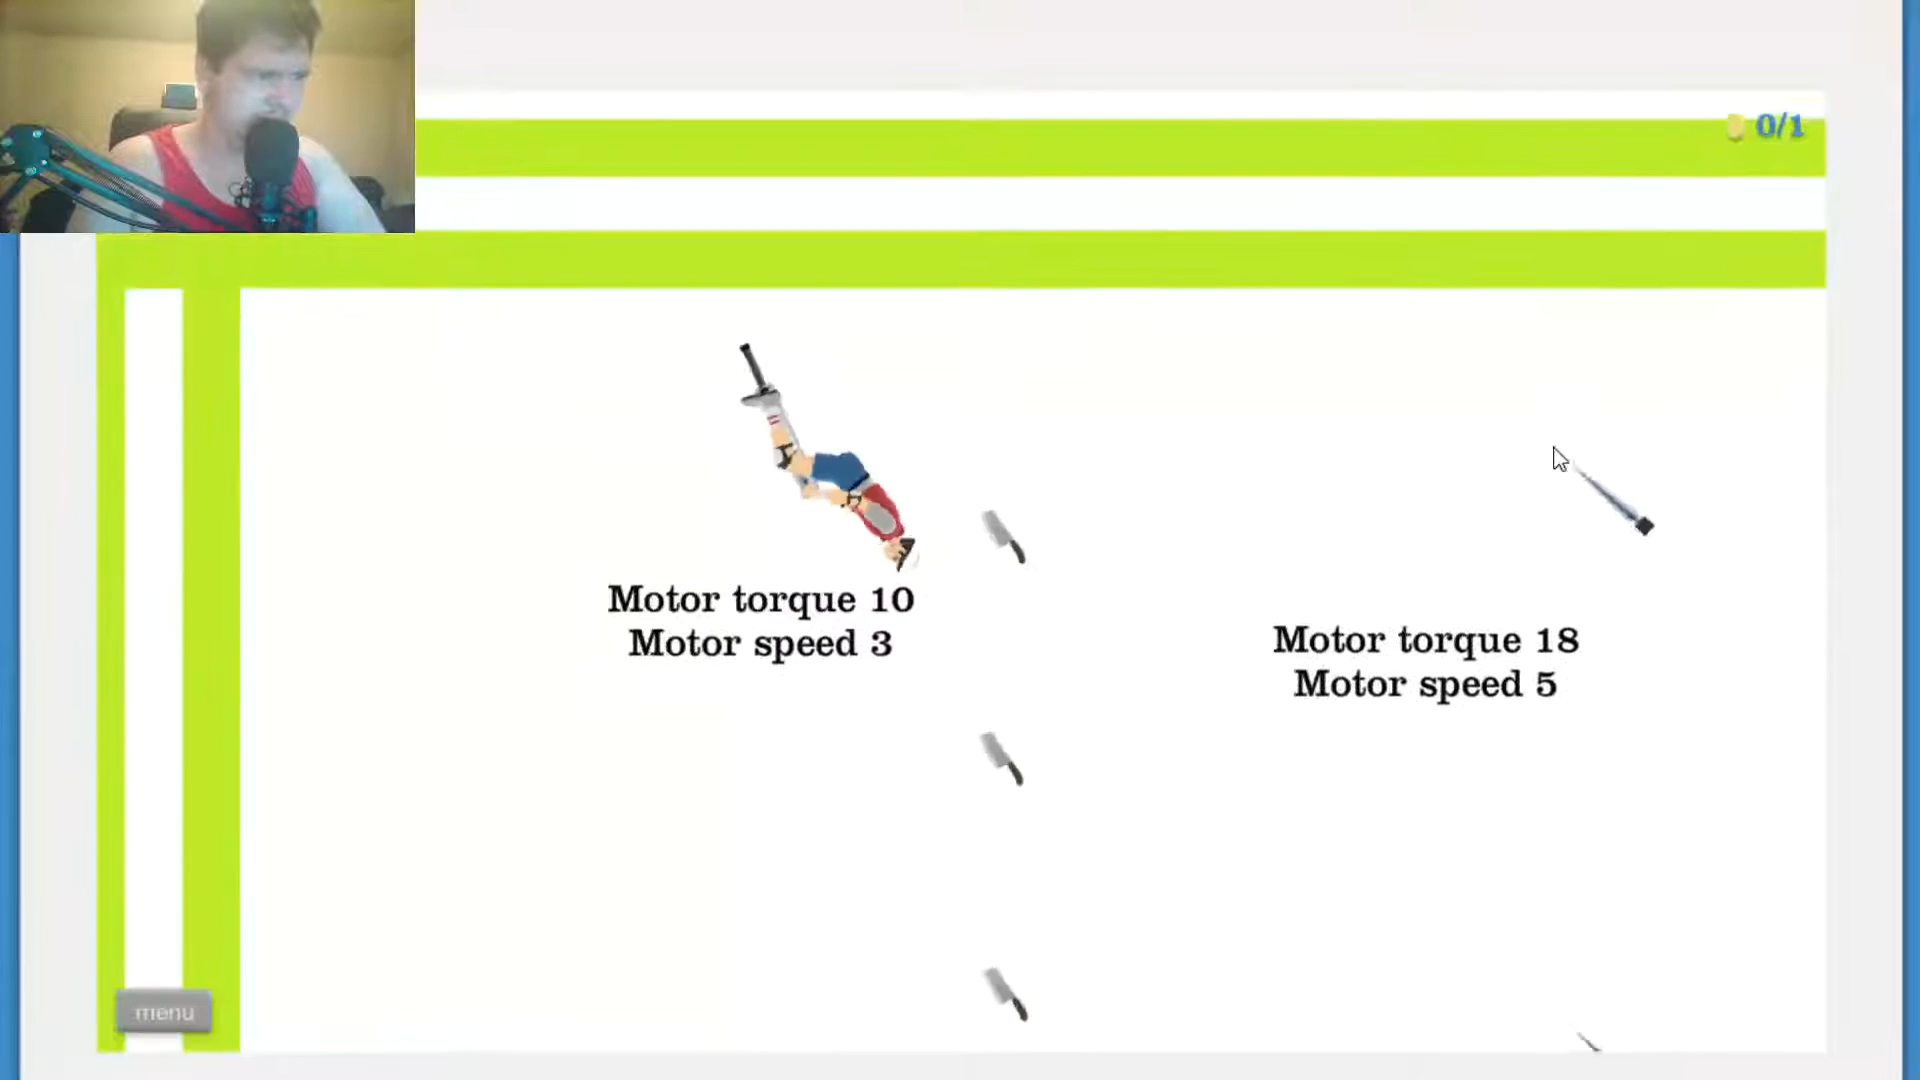 0/1
Motor torque 10
Motor speed 3
Motor torque 18
Motor speed 5
menu